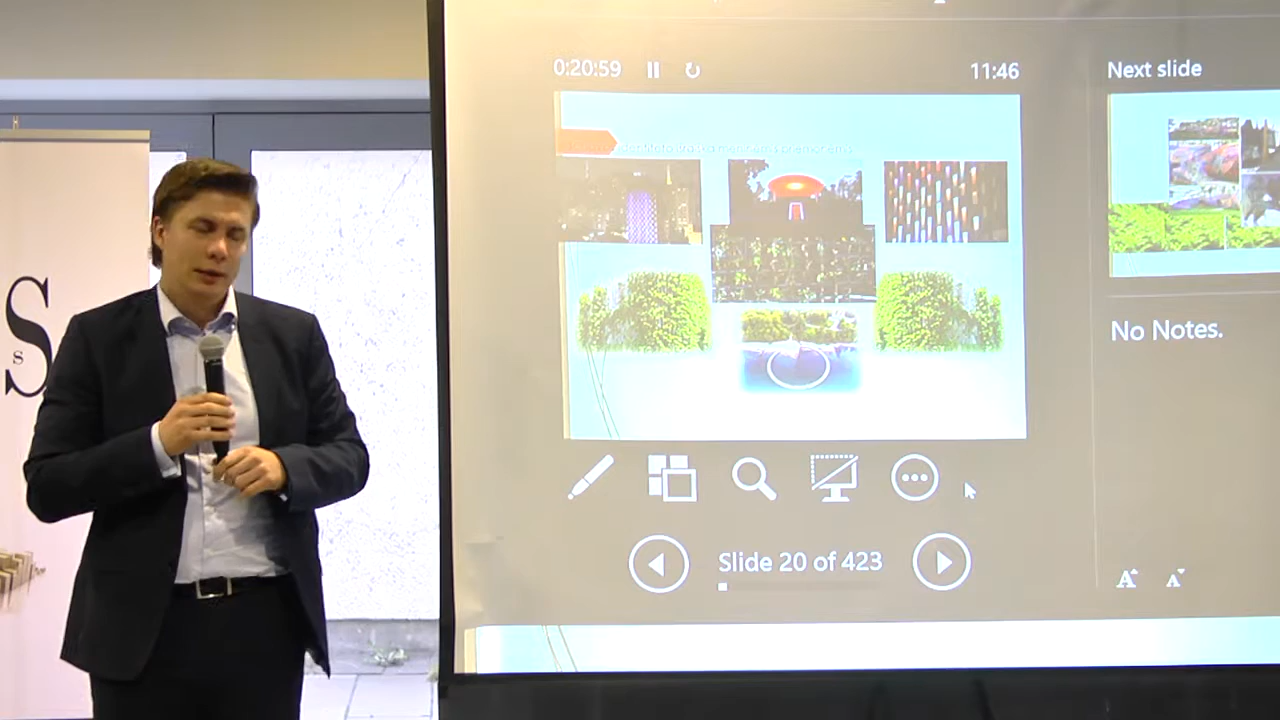 0:20:59
11:46
Next slide
S
s
No Notes.
Slide 20 of 423
A
A